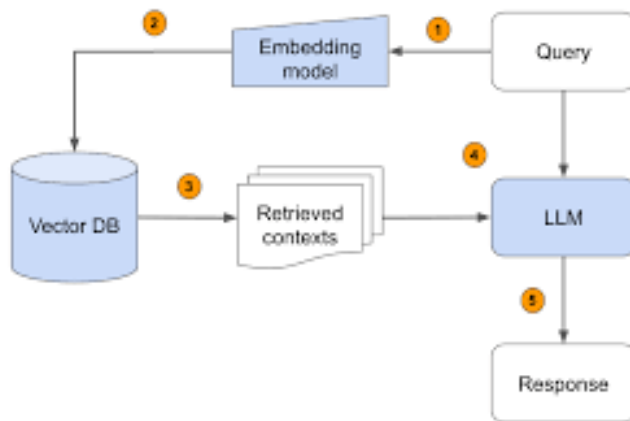 2
1
Embedding
model
Query
4
3
Vector DB
Retrieved
contexts
LLM
5
Response